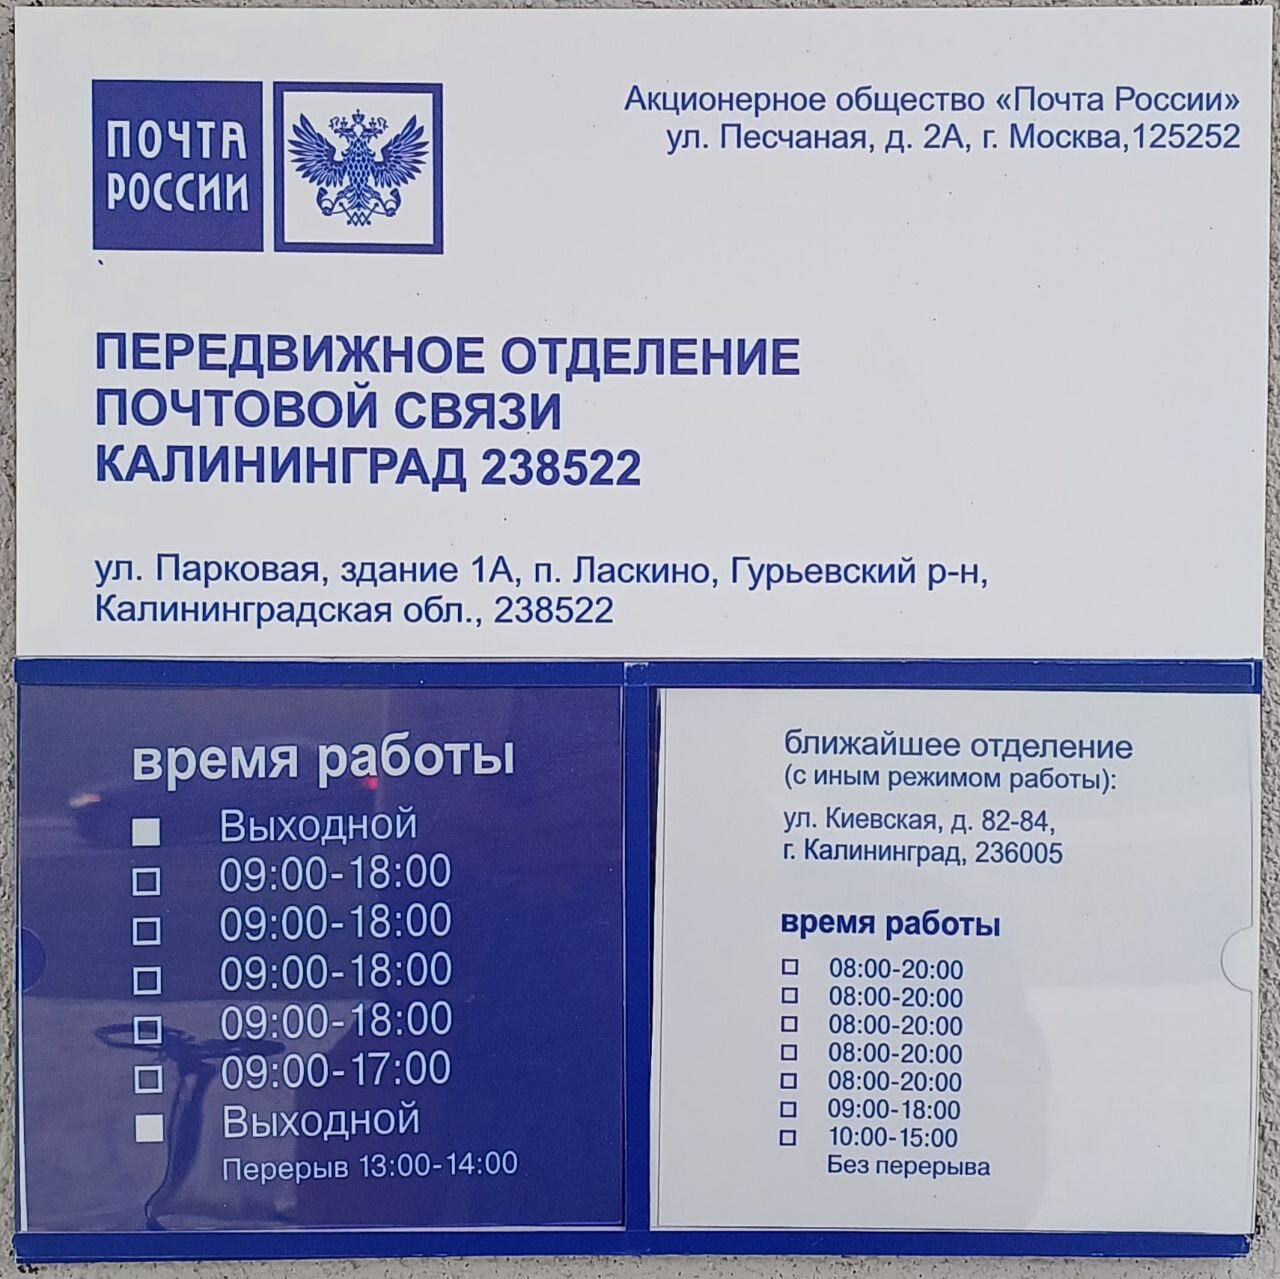 ПОЧТА
РОССИИ
Акционерное общество «Почта России»
ул. Песчаная, д. 2А, г. Москва,125252
ПЕРЕДВИЖНОЕ ОТДЕЛЕНИЕ
ПОЧТОВОЙ СВЯЗИ
КАЛИНИНГРАД 238522
ул. Парковая, здание 1А, п. Ласкино, Гурьевский р-н,
Калининградская обл., 238522
время работы
Выходной
09:00-18:00
09:00-18:00
09:00-18:00
09:00-18:00
09:00-17:00
Выходной
Перерыв 13:00-14:00
ближайшее отделение
(с иным режимом работы):
ул. Киевская, д. 82-84,
г. Калининград, 236005
время работы
08:00-20:00
08:00-20:00
08:00-20:00
08:00-20:00
08:00-20:00
09:00-18:00
10:00-15:00
Без перерыва